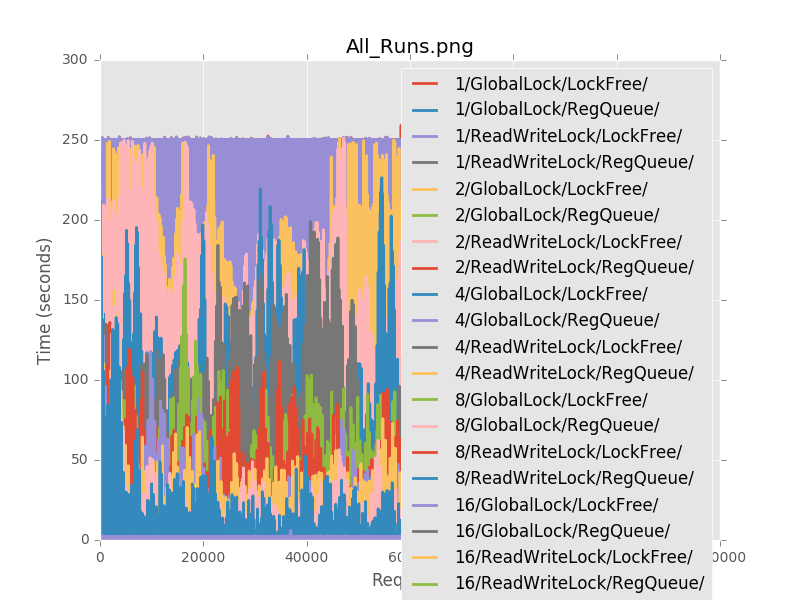 All_Runs.png
300
250
200
150
100
50
0
Time (seconds)
0
20000
40000
Req
1/GlobalLock/LockFree/
1/GlobalLock/RegQueue/
1/ReadWriteLock/LockFree/
1/ReadWriteLock/RegQueue/
2/GlobalLock/LockFree/
2/GlobalLock/RegQueue/
2/ReadWriteLock/LockFree/
2/ReadWriteLock/RegQueue/
4/GlobalLock/LockFree/
4/GlobalLock/RegQueue/
4/ReadWriteLock/LockFree/
4/ReadWriteLock/RegQueue/
8/GlobalLock/LockFree/
8/GlobalLock/RegQueue/
8/ReadWriteLock/LockFree/
8/ReadWriteLock/RegQueue/
16/GlobalLock/LockFree/
16/GlobalLock/RegQueue/
16/ReadWriteLock/LockFree/
16/ReadWriteLock/RegQueue/